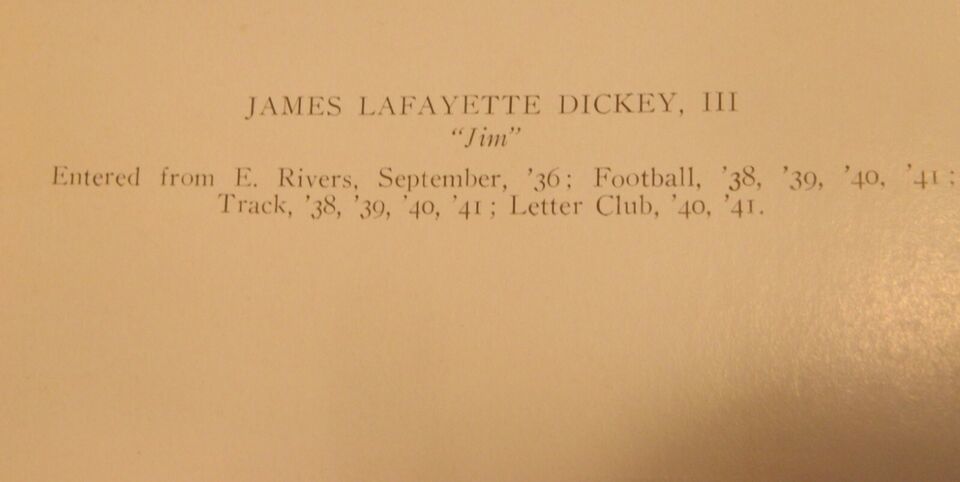 JAMES LAFAYETTE DICKEY, III
“Jim”
Entered from E. Rivers, September, ’36; Football, ’38, ’39, ’40, ’41;
Track, ’38, ’39, ’40, ’41; Letter Club, ’40, ’41.